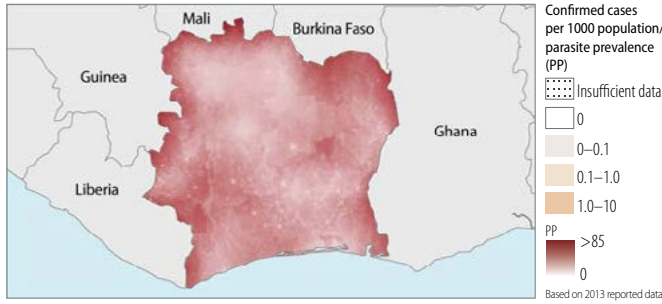 Mali
Burkina Faso
Guinea
Ghana
Liberia
Confirmed cases
per 1000 population/
parasite prevalence
(PP)
Insufficient data
0
0–0.1
0.1–1.0
1.0–10
PP
>85
0
Based on 2013 reported data